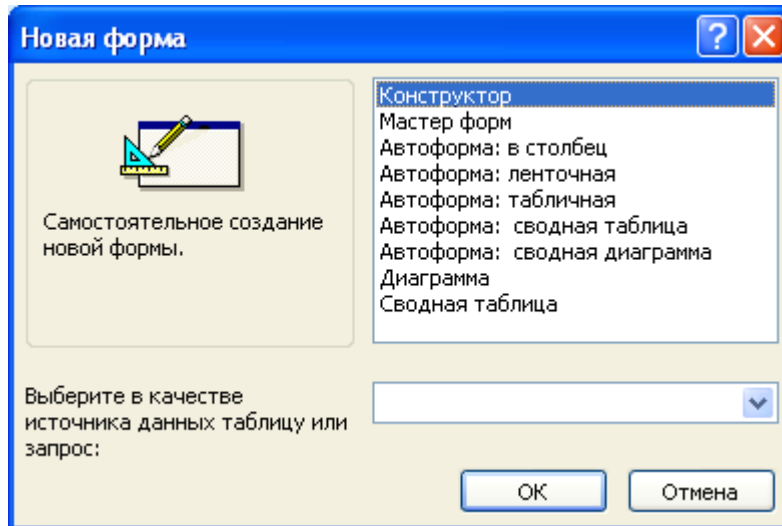 Новая форма
Конструктор
Мастер форм
Автоформа: в столбец
Автоформа: ленточная
Автоформа: табличная
Автоформа:  сводная таблица
Автоформа:  сводная диаграмма
Диаграмма
Сводная таблица
Самостоятельное создание
новой формы.
Выберите в качестве
источника данных таблицу или
запрос:
ОК
Отмена